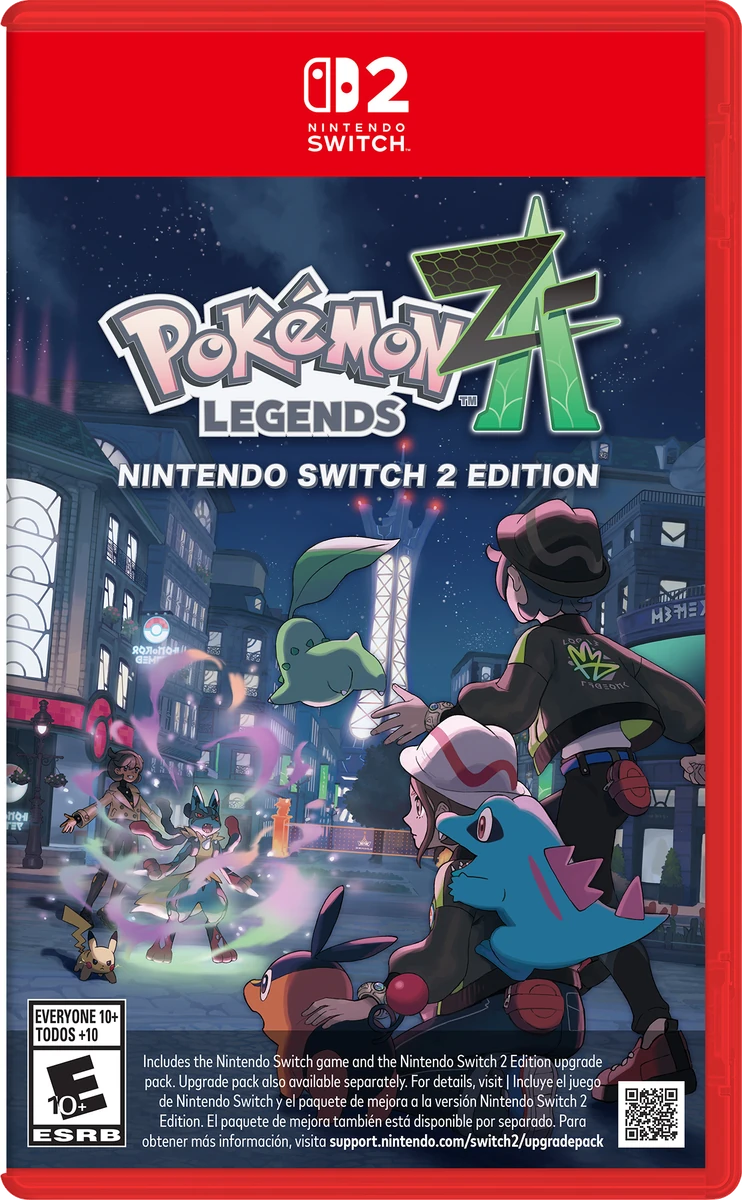 2
NINTENDO
SWITCH™
POKÉMON ZA
LEGENDS™
NINTENDO SWITCH 2 EDITION
EVERYONE 10+
TODOS +10
E
10+
ESRB
Includes the Nintendo Switch game and the Nintendo Switch 2 Edition upgrade
pack. Upgrade pack also available separately. For details, visit | Incluye el juego
de Nintendo Switch y el paquete de mejora a la versión Nintendo Switch 2
Edition. El paquete de mejora también está disponible por separado. Para
obtener más información, visita support.nintendo.com/switch2/upgradepack